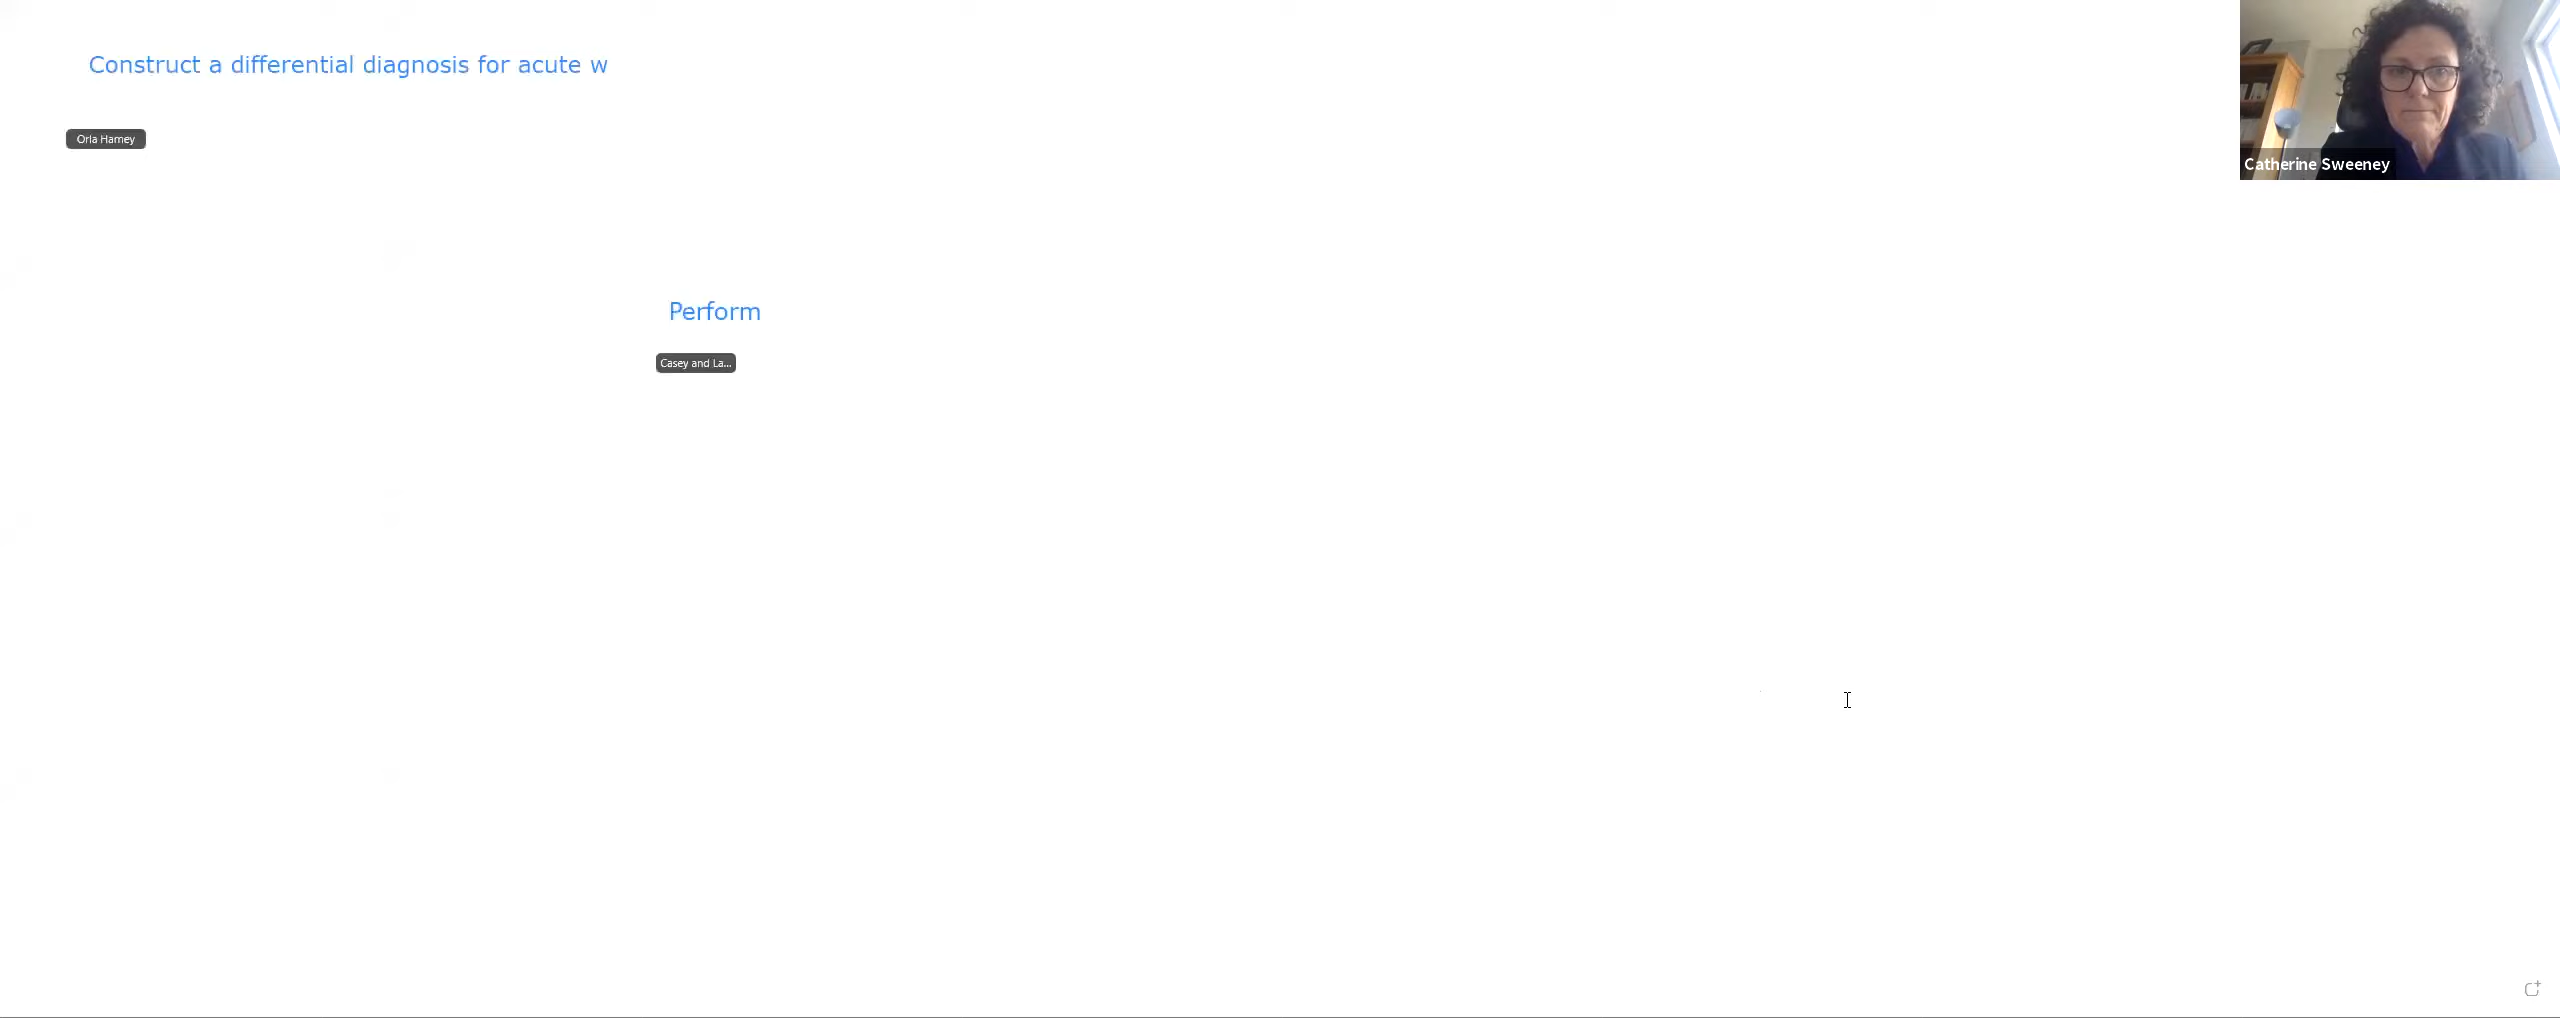 Construct a differential diagnosis for acute w
Orla Harney
Catherine Sweeney
Perform
Casey and La...